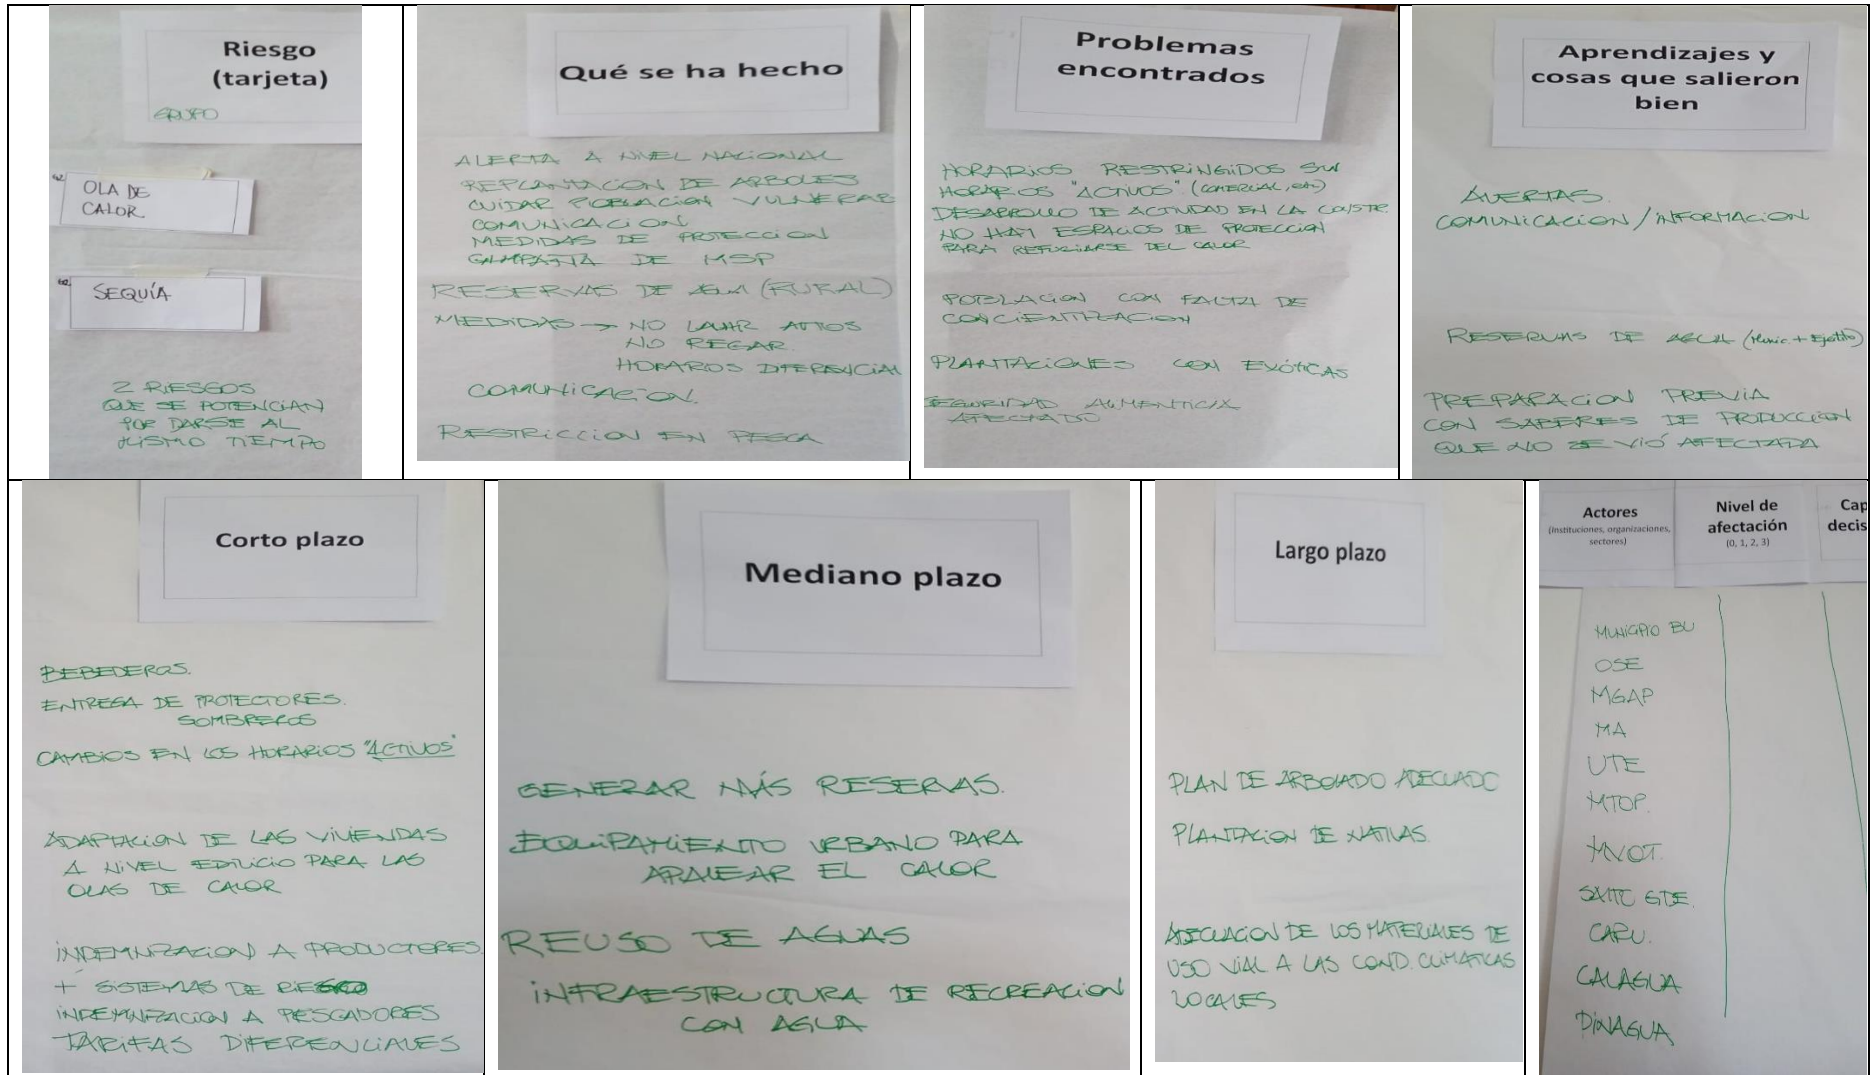 Riesgo
(tarjeta)
GRUPO
OLA DE
CALOR
SEQUÍA
2 RIESGOS
QUE SE POTENCIAN
POR DARSE AL
MISMO TIEMPO
Qué se ha hecho
ALERTA A NIVEL NACIONAL
REPLANTACION DE ARBOLES
CUIDAR POBLACION VULNERAB
COMUNICACION
MEDIDAS DE PROTECCION
CAMPAÑA DE MSP
RESERVAS DE AGUA (RURAL)
MEDIDAS → NO LAVAR AUTOS
NO REGAR
HORARIOS DIFERENCIAL
COMUNICACION.
RESTRICCION EN PESCA
Problemas
encontrados
HORARIOS RESTRINGIDOS SIN
HORARIOS "ACTIVOS" (COMERCIAL, etc)
DESARROLLO DE ACTIVIDAD EN LA CONSTR.
NO HAY ESPACIOS DE PROTECCION
PARA REFUGIARSE DEL CALOR
POBLACION CON FALTA DE
CONCIENTIZACION
PLANTACIONES CON EXÓTICAS
SEGURIDAD ALIMENTICIA
AFECTADO
Aprendizajes y
cosas que salieron
bien
ALERTAS.
COMUNICACION/INFORMACION
RESERVAS DE AGUA (Munic. + Ejército)
PREPARACION PREVIA
CON SABERES DE PRODUCCION
QUE NO SE VIÓ AFECTADA
Corto plazo
BEBEDEROS.
ENTREGA DE PROTECTORES.
SOMBREROS
CAMBIOS EN LOS HORARIOS "ACTIVOS"
ADAPTACION DE LAS VIVIENDAS
A NIVEL EDILICIO PARA LAS
OLAS DE CALOR
INDEMNIZACION A PRODUCTORES.
+ SISTEMAS DE RIESGO
INDEMNIZACION A PESCADORES
TARIFAS DIFERENCIALES
Mediano plazo
GENERAR MÁS RESERVAS.
EQUIPAMIENTO URBANO PARA
APALEAR EL CALOR
REUSO DE AGUAS
INFRAESTRUCTURA DE RECREACION
CON AGUA
Largo plazo
PLAN DE ARBOLADO ADECUADO
PLANTACION DE NATIVAS.
ADECUACION DE LOS MATERIALES DE
USO VIAL A LAS COND. CLIMATICAS
LOCALES
Actores
(Instituciones, organizaciones,
sectores)
Nivel de
afectación
(0, 1, 2, 3)
Cap
decis
MUNICIPIO BU
OSE
MGAP
MA
UTE
MTOP.
MVOT.
SALTO GDE.
CARU.
CALAGUA
DINAGUA